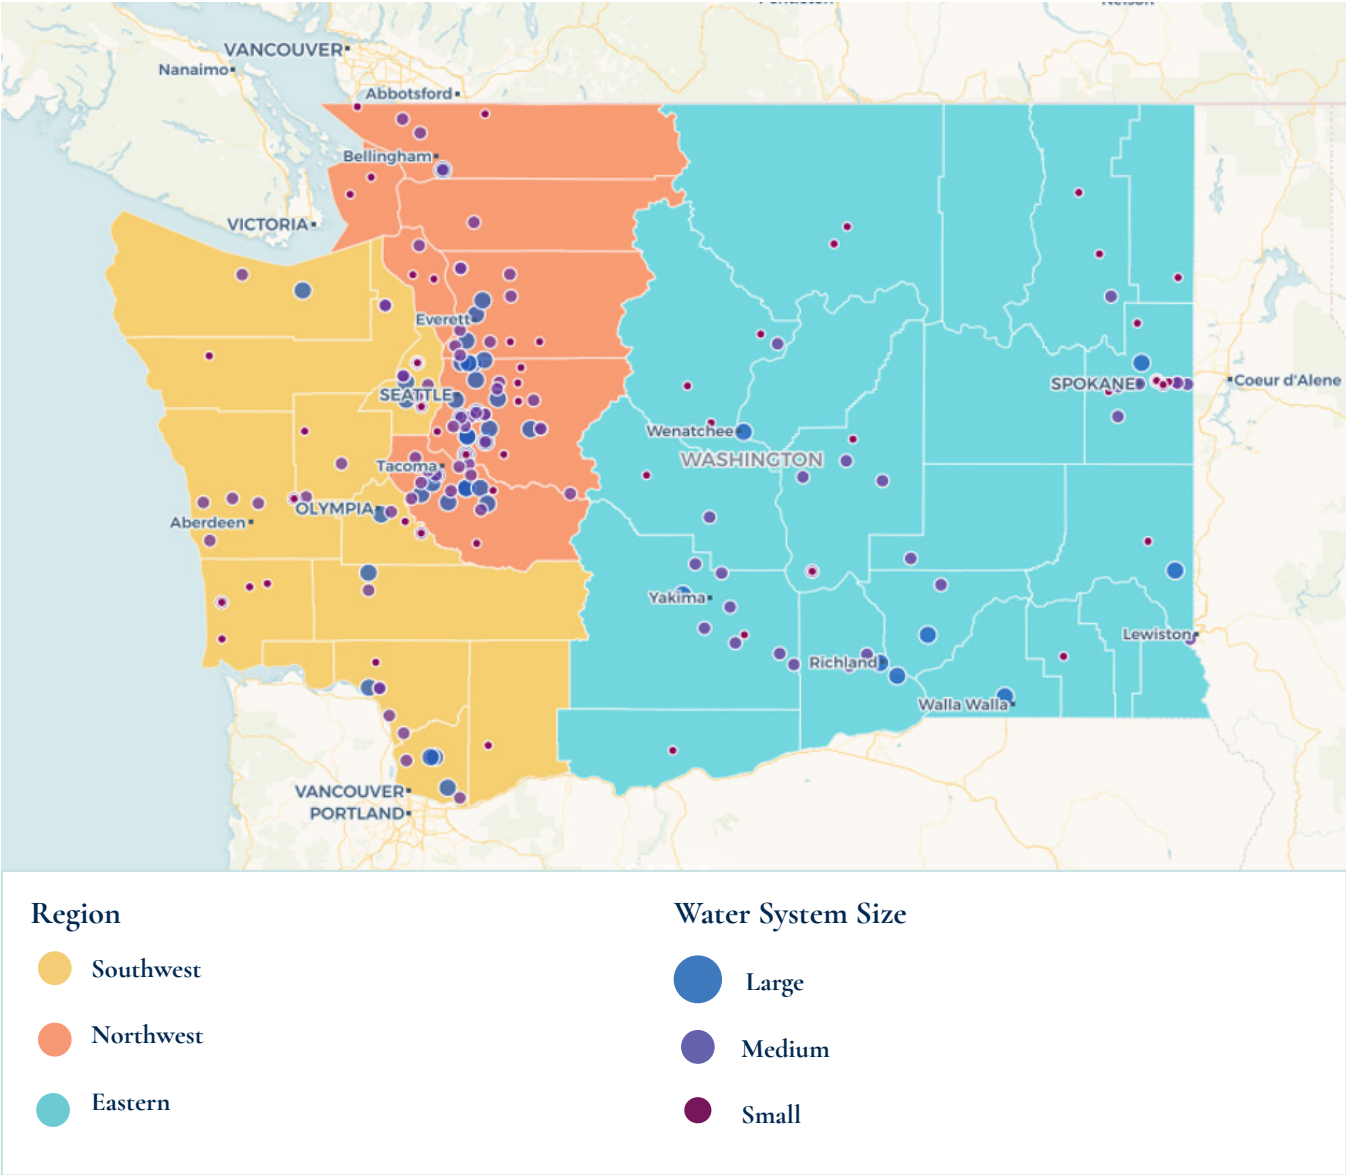 VANCOUVER
Nanaimo
Abbotsford
Bellingham
VICTORIA
Everett
SEATTLE
SPOKANE
Coeur d'Alene
Wenatchee
WASHINGTON
Tacoma
OLYMPIA
Aberdeen
Yakima
Lewiston
Richland
Walla Walla
VANCOUVER
PORTLAND
Region
Southwest
Northwest
Eastern
Water System Size
Large
Medium
Small